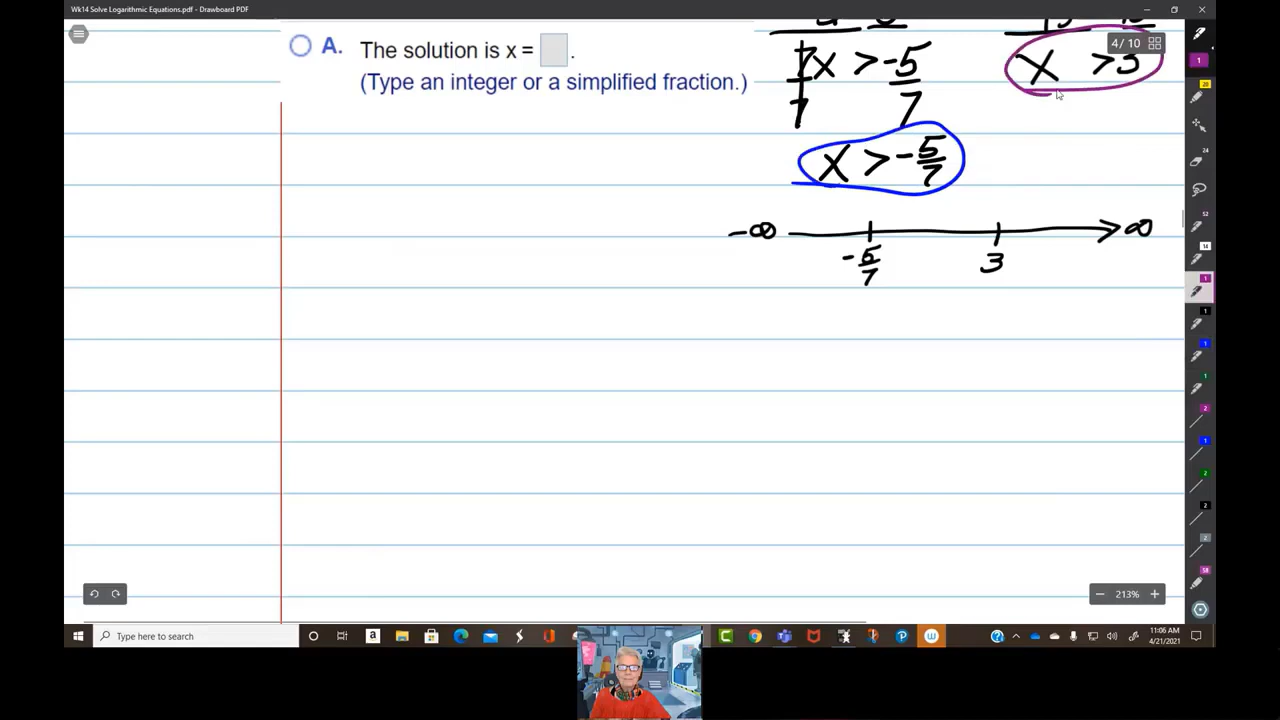 Wk14 Solve Logarithmic Equations.pdf - Drawboard PDF
4/10
A. The solution is x = .
(Type an integer or a simplified fraction.)
7x > -5
7 7
x > 3
x > -5/7
-∞ ∞
-5/7 3
213%
Type here to search
11:06 AM
4/21/2021